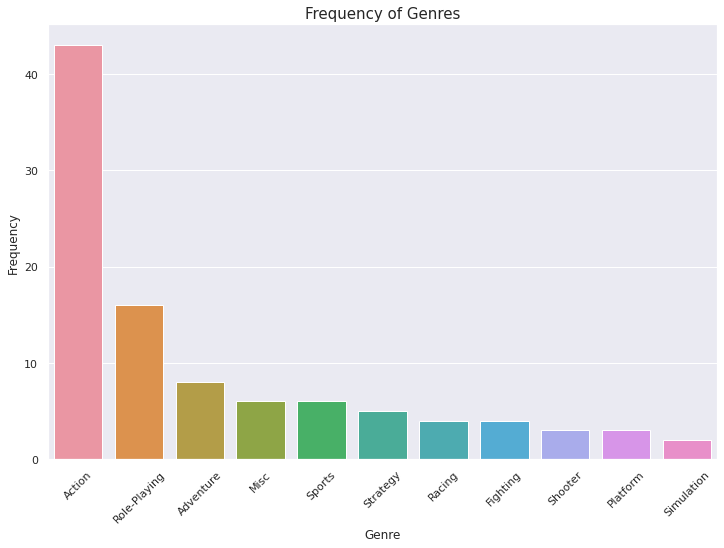 Frequency of Genres
Frequency
40
30
20
10
0
Action
Role-Playing
Adventure
Misc
Sports
Strategy
Racing
Fighting
Shooter
Platform
Simulation
Genre